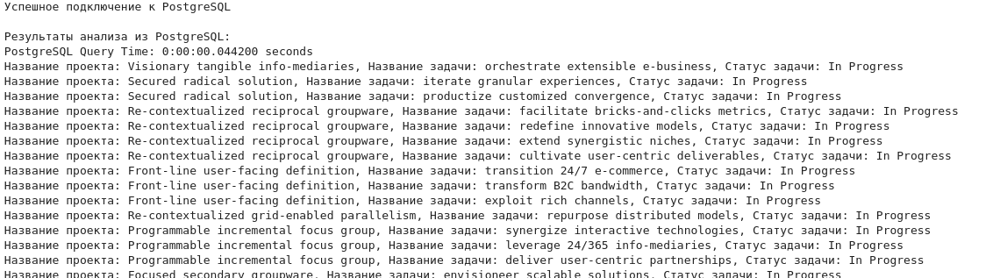 Успешное подключение к PostgreSQL
Результаты анализа из PostgreSQL:
PostgreSQL Query Time: 0:00:00.044200 seconds
Название проекта: Visionary tangible info-mediaries, Название задачи: orchestrate extensible e-business, Статус задачи: In Progress
Название проекта: Secured radical solution, Название задачи: iterate granular experiences, Статус задачи: In Progress
Название проекта: Secured radical solution, Название задачи: productize customized convergence, Статус задачи: In Progress
Название проекта: Re-contextualized reciprocal groupware, Название задачи: facilitate bricks-and-clicks metrics, Статус задачи: In Progress
Название проекта: Re-contextualized reciprocal groupware, Название задачи: redefine innovative models, Статус задачи: In Progress
Название проекта: Re-contextualized reciprocal groupware, Название задачи: extend synergistic niches, Статус задачи: In Progress
Название проекта: Re-contextualized reciprocal groupware, Название задачи: cultivate user-centric deliverables, Статус задачи: In Progress
Название проекта: Front-line user-facing definition, Название задачи: transition 24/7 e-commerce, Статус задачи: In Progress
Название проекта: Front-line user-facing definition, Название задачи: transform B2C bandwidth, Статус задачи: In Progress
Название проекта: Front-line user-facing definition, Название задачи: exploit rich channels, Статус задачи: In Progress
Название проекта: Re-contextualized grid-enabled parallelism, Название задачи: repurpose distributed models, Статус задачи: In Progress
Название проекта: Programmable incremental focus group, Название задачи: synergize interactive technologies, Статус задачи: In Progress
Название проекта: Programmable incremental focus group, Название задачи: leverage 24/365 info-mediaries, Статус задачи: In Progress
Название проекта: Programmable incremental focus group, Название задачи: deliver user-centric partnerships, Статус задачи: In Progress
Название проекта: Focused secondary groupware, Название задачи: envisioneer scalable solutions, Статус задачи: In Progress